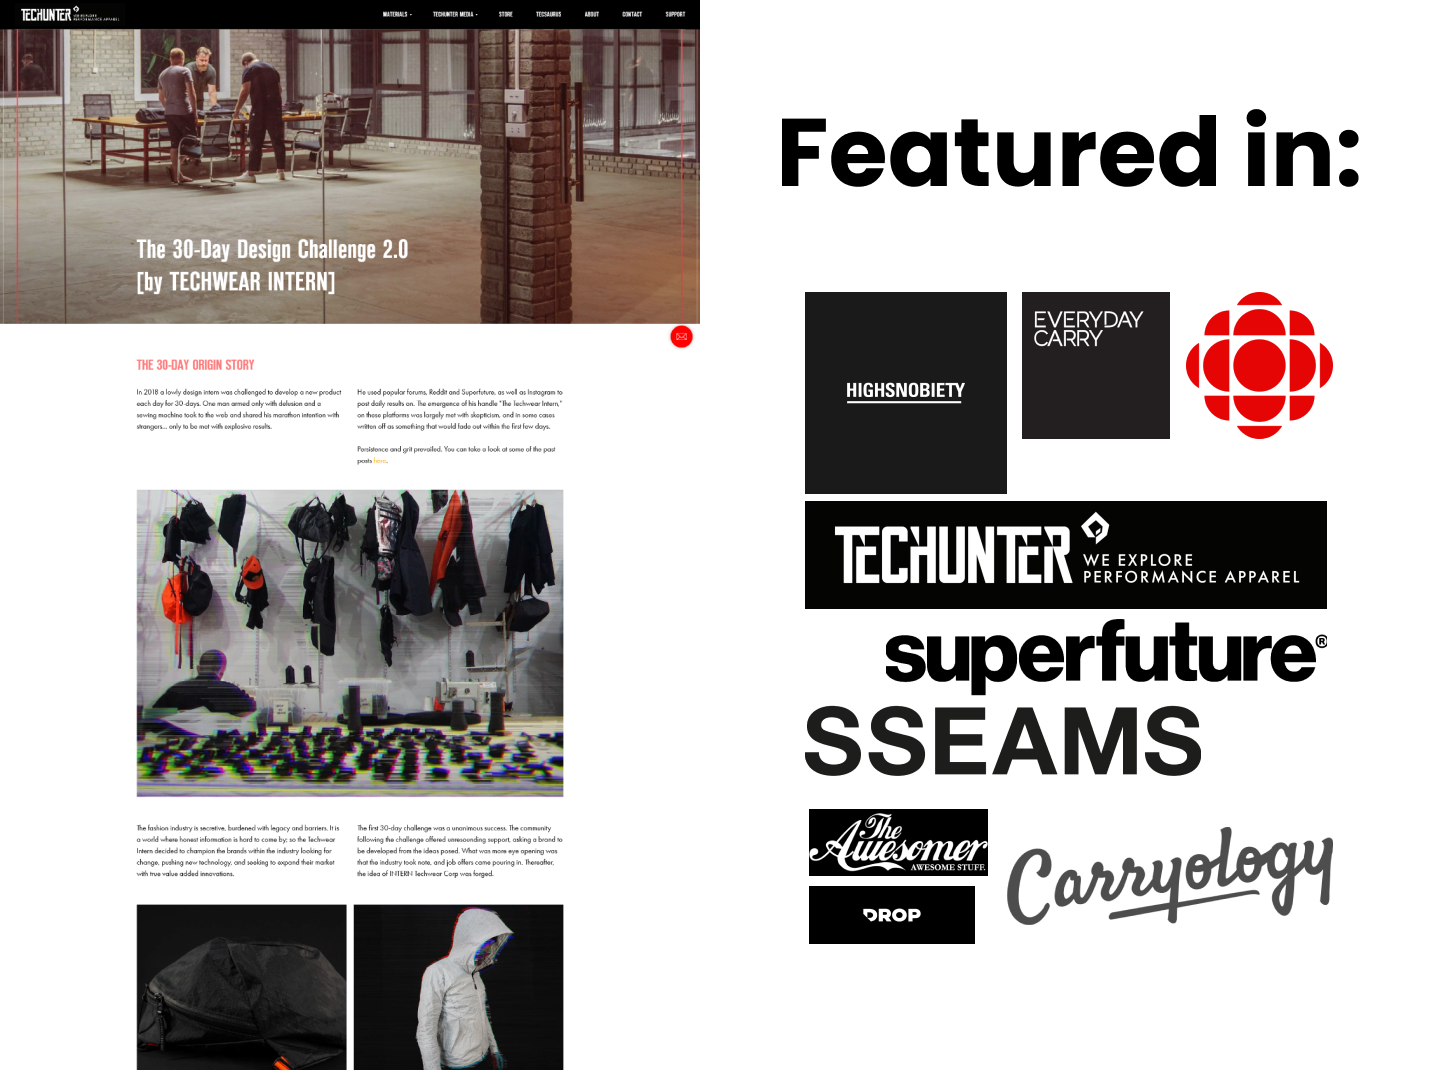 TECHUNTER
WE EXPLORE
PERFORMANCE APPAREL
MATERIALS
TECHUNTER MEDIA
STORE
TECSAURUS
ABOUT
CONTACT
SUPPORT
The 30-Day Design Challenge 2.0
[by TECHWEAR INTERN]
THE 30-DAY ORIGIN STORY
In 2018 a lowly design intern was challenged to develop a new product
each day for 30 -days. One man armed only with delusion and a
sewing machine took to the web and shared his marathon intention with
strangers... only to be met with explosive results.
He used popular forums, Reddit and Superfuture, as well as Instagram to
post daily results on. The emergence of his handle "The Techwear Intern,"
on these platforms was largely met with skepticism, and in some cases
written off as something that would fade out within the first few days.
Persistence and grit prevailed. You can take a look at some of the past
posts here.
The fashion industry is secretive, burdened with legacy and barriers. It is
a world where honest information is hard to come by; so the Techwear
Intern decided to champion the brands within the industry looking for
change, pushing new technology, and seeking to expand their market
with true value added innovations.
The first 30-day challenge was a unanimous success. The community
following the challenge offered unresounding support, asking a brand to
be developed from the ideas posed. What was more eye opening was
that the industry took note, and job offers came pouring in. Thereafter,
the idea of INTERN Techwear Corp was forged.
Featured in:
HIGHSNOBIETY
EVERYDAY
CARRY
TECHUNTER
WE EXPLORE
PERFORMANCE APPAREL
superfuture®
SSEAMS
The
Awesomer
AWESOME STUFF.
Carryology
DROP